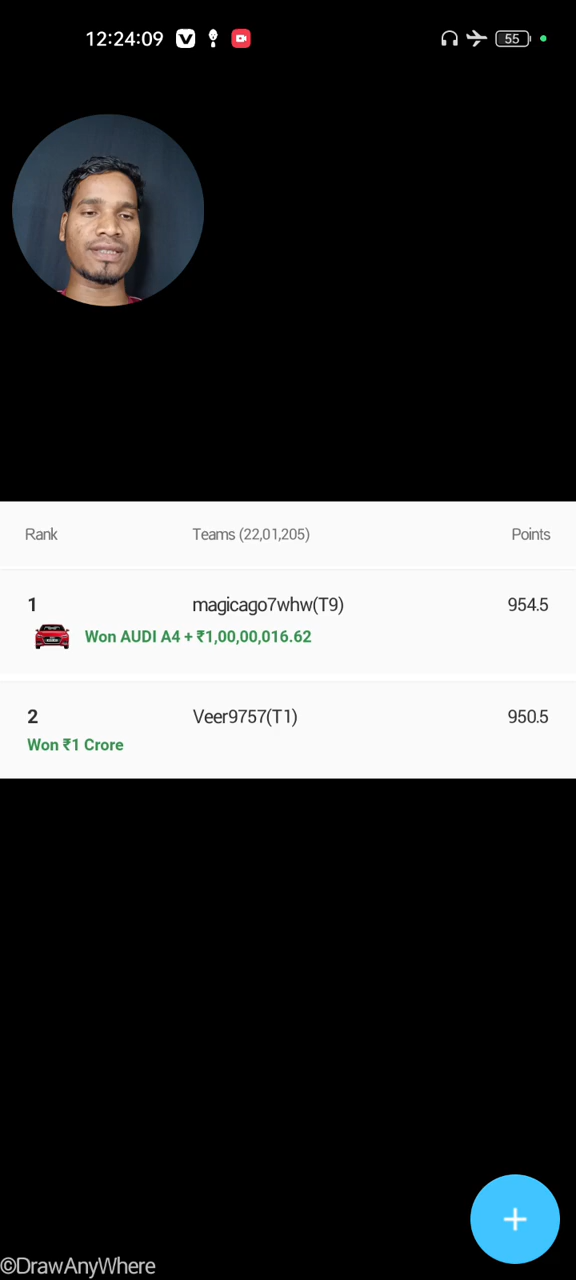 12:24:09
55
Rank Teams (22,01,205) Points
1 magicago7whw(T9) 954.5
Won AUDI A4 + ₹1,00,00,016.62
2 Veer9757(T1) 950.5
Won ₹1 Crore
©DrawAnyWhere